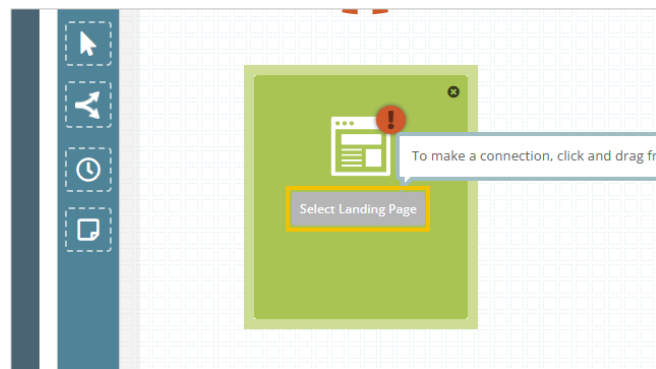 To make a connection, click and drag fr
Select Landing Page